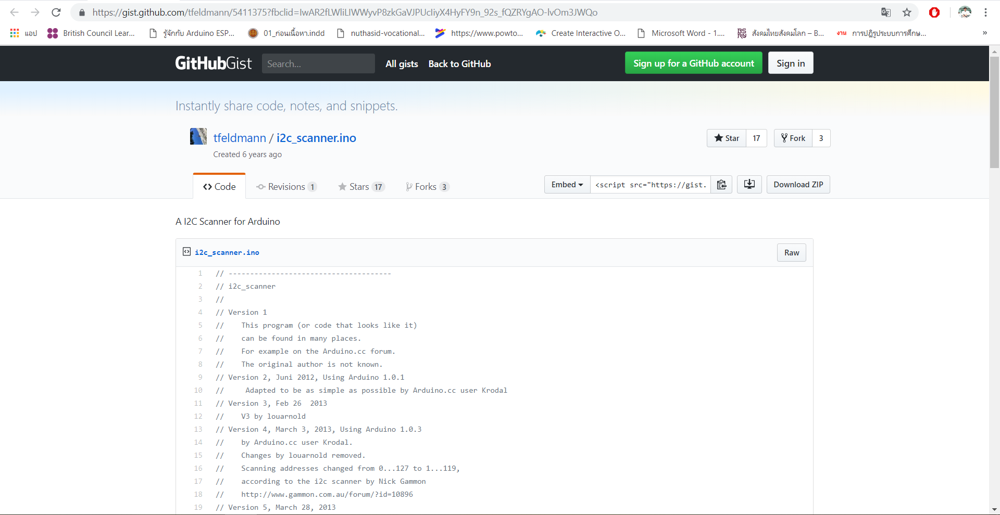 https://gist.github.com/tfeldmann/5411375?fbclid=IwAR2fLWliLIWWyvP8zkGaVJPUcIiyX4HyFY9n_92s_fQZRYgAO-lvOm3JWQo
แอป British Council Lear... รู้จักกับ Arduino ESP... 01_ก่อนเนื้อหา.indd nuthasid-vocational... https://www.powto... Create Interactive O... Microsoft Word - 1.... สังคมไทยสังคมโลก – B... การปฏิรูประบบการศึกษ... »
GitHubGist Search... All gists Back to GitHub Sign up for a GitHub account Sign in
Instantly share code, notes, and snippets.
tfeldmann / i2c_scanner.ino Star 17 Fork 3
Created 6 years ago
Code Revisions 1 Stars 17 Forks 3 Embed <script src="https://gist. Download ZIP
A I2C Scanner for Arduino
i2c_scanner.ino Raw
1 // --------------------------------------
2 // i2c_scanner
3 //
4 // Version 1
5 //    This program (or code that looks like it)
6 //    can be found in many places.
7 //    For example on the Arduino.cc forum.
8 //    The original author is not known.
9 // Version 2, Juni 2012, Using Arduino 1.0.1
10 //     Adapted to be as simple as possible by Arduino.cc user Krodal
11 // Version 3, Feb 26  2013
12 //    V3 by louarnold
13 // Version 4, March 3, 2013, Using Arduino 1.0.3
14 //    by Arduino.cc user Krodal.
15 //    Changes by louarnold removed.
16 //    Scanning addresses changed from 0...127 to 1...119,
17 //    according to the i2c scanner by Nick Gammon
18 //    http://www.gammon.com.au/forum/?id=10896
19 // Version 5, March 28, 2013